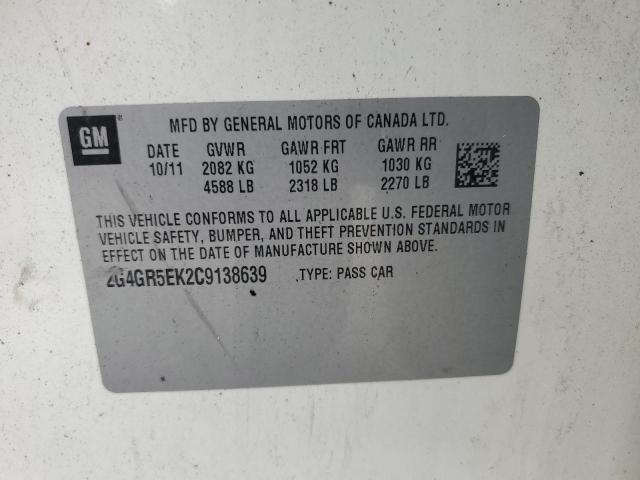 GM ®
MFD BY GENERAL MOTORS OF CANADA LTD.
DATE GVWR GAWR FRT GAWR RR
10/11 2082 KG 1052 KG 1030 KG
4588 LB 2318 LB 2270 LB
THIS VEHICLE CONFORMS TO ALL APPLICABLE U.S. FEDERAL MOTOR
VEHICLE SAFETY, BUMPER, AND THEFT PREVENTION STANDARDS IN
EFFECT ON THE DATE OF MANUFACTURE SHOWN ABOVE.
2G4GR5EK2C9138639 TYPE: PASS CAR